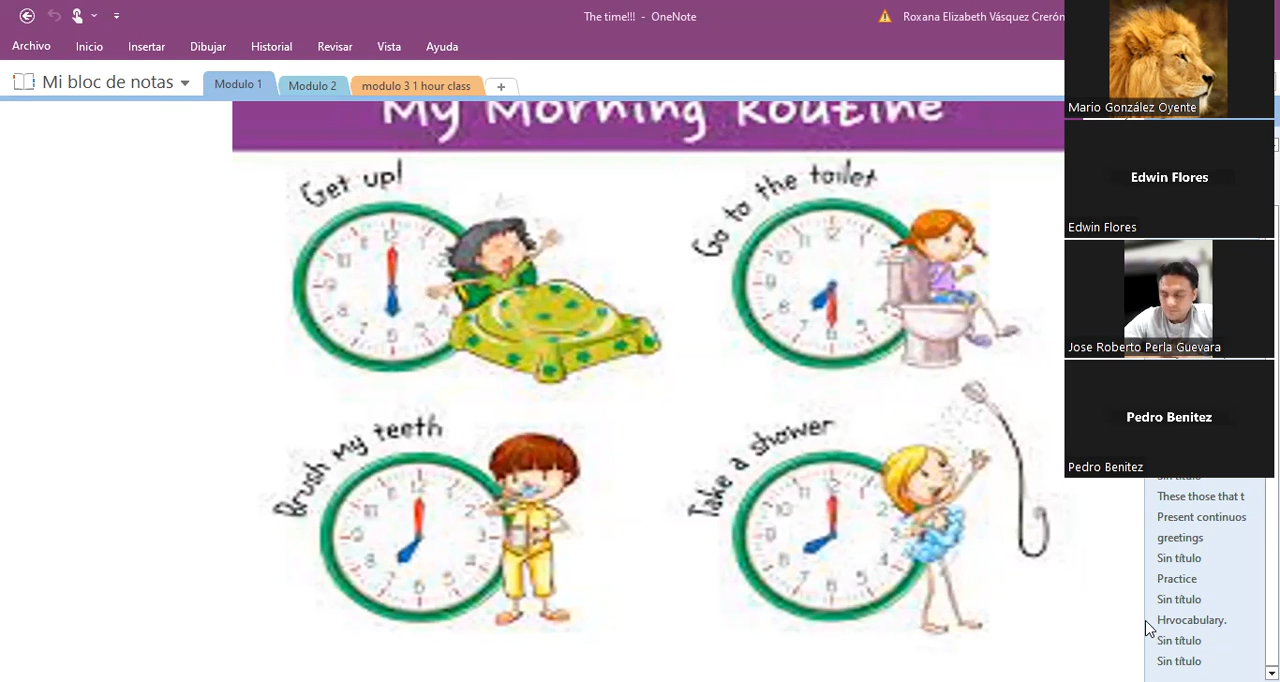 The time!!! - OneNote
Roxana Elizabeth Vásquez Crerón
Archivo
Inicio
Insertar
Dibujar
Historial
Revisar
Vista
Ayuda
Mi bloc de notas
Modulo 1
Modulo 2
modulo 3 1 hour class
+
My Morning Routine
Get up!
Go to the toilet
Brush my teeth
Take a shower
Mario González Oyente
Edwin Flores
Edwin Flores
Jose Roberto Perla Guevara
Pedro Benitez
Pedro Benitez
Sin título
These those that t
Present continuos
greetings
Sin título
Practice
Sin título
Hrvocabulary.
Sin título
Sin título